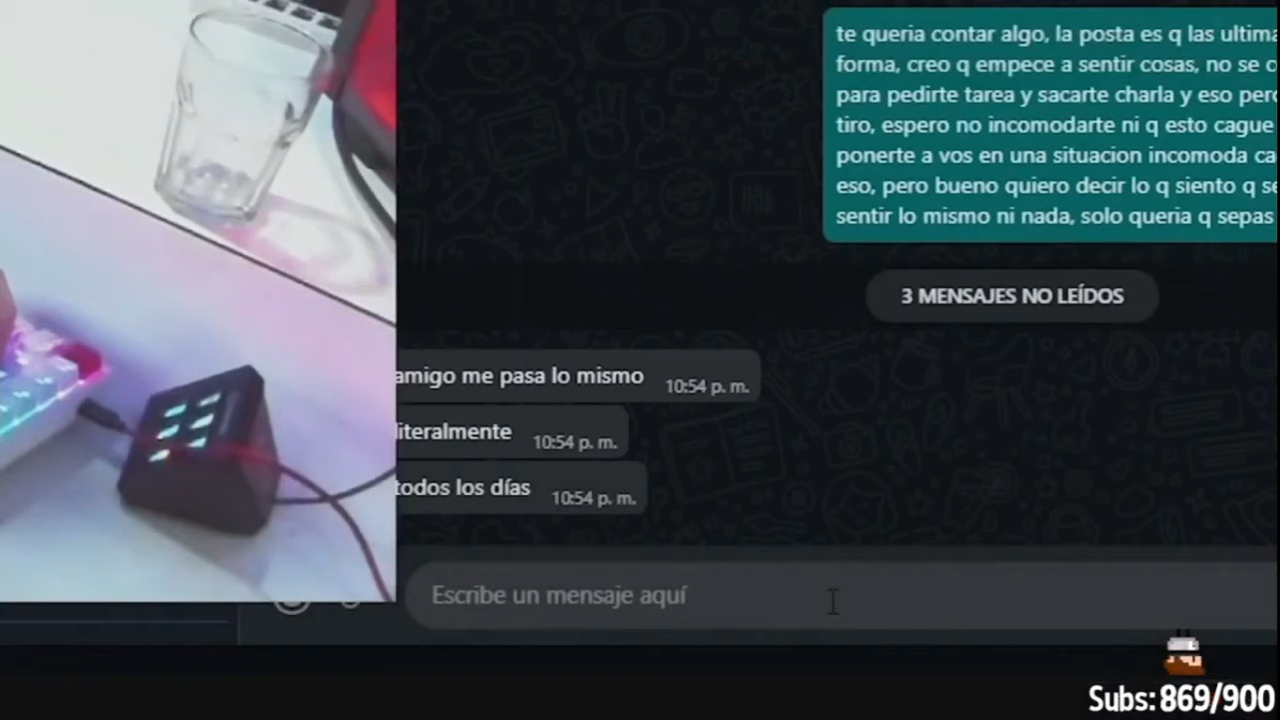 te queria contar algo, la posta es q las
forma, creo q empece a sentir cosas, no se
para pedirte tarea y sacarte charla y eso
tiro, espero no incomodarte ni q esto cague
ponerte a vos en una situacion incomoda
eso, pero bueno quiero decir lo q siento q
sentir lo mismo ni nada, solo queria q sepas
3 MENSAJES NO LEÍDOS
amigo me pasa lo mismo 10:54 p. m.
literalmente 10:54 p. m.
todos los días 10:54 p. m.
Escribe un mensaje aquí
Subs: 869/900